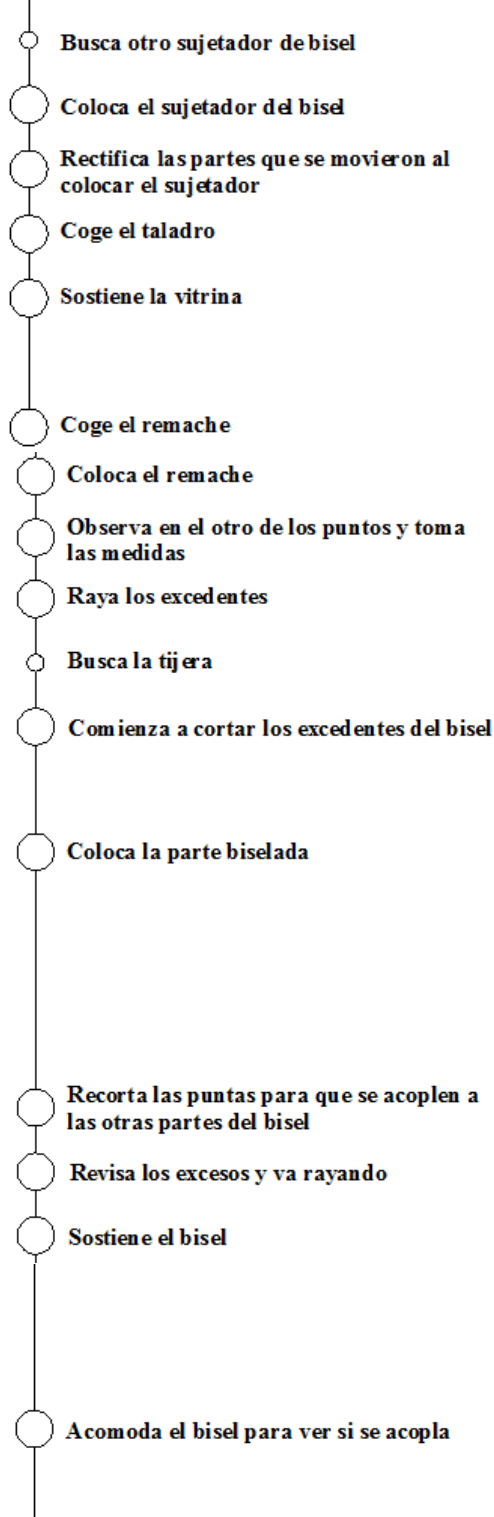 Busca otro sujetador de bisel
Coloca el sujetador del bisel
Rectifica las partes que se movieron al
colocar el sujetador
Coge el taladro
Sostiene la vitrina
Coge el remache
Coloca el remache
Observa en el otro de los puntos y toma
las medidas
Raya los excedentes
Busca la tijera
Comienza a cortar los excedentes del bisel
Coloca la parte biselada
Recorta las puntas para que se acoplen a
las otras partes del bisel
Revisa los excesos y va rayando
Sostiene el bisel
Acomoda el bisel para ver si se acopla